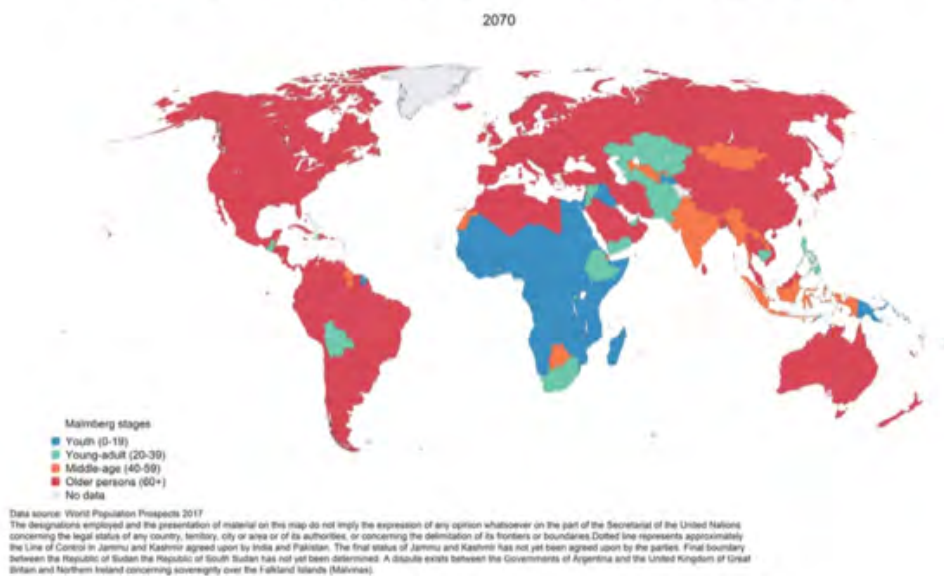 2070
Malmberg stages
Youth (0-19)
Young-adult (20-39)
Middle-age (40-59)
Older persons (60+)
No data
Data source: World Population Prospects 2017
The designations employed and the presentation of material on this map do not imply the expression of any opinion whatsoever on the part of the Secretariat of the United Nations
concerning the legal status of any country, territory, city or area or of its authorities, or concerning the delimitation of its frontiers or boundaries.Dotted line represents approximately
the Line of Control in Jammu and Kashmir agreed upon by India and Pakistan. The final status of Jammu and Kashmir has not yet been agreed upon by the parties. Final boundary
between the Republic of Sudan the Republic of South Sudan has not yet been determined. A dispute exists between the Governments of Argentina and the United Kingdom of Great
Britain and Northern Ireland concerning sovereignty over the Falkland Islands (Malvinas).